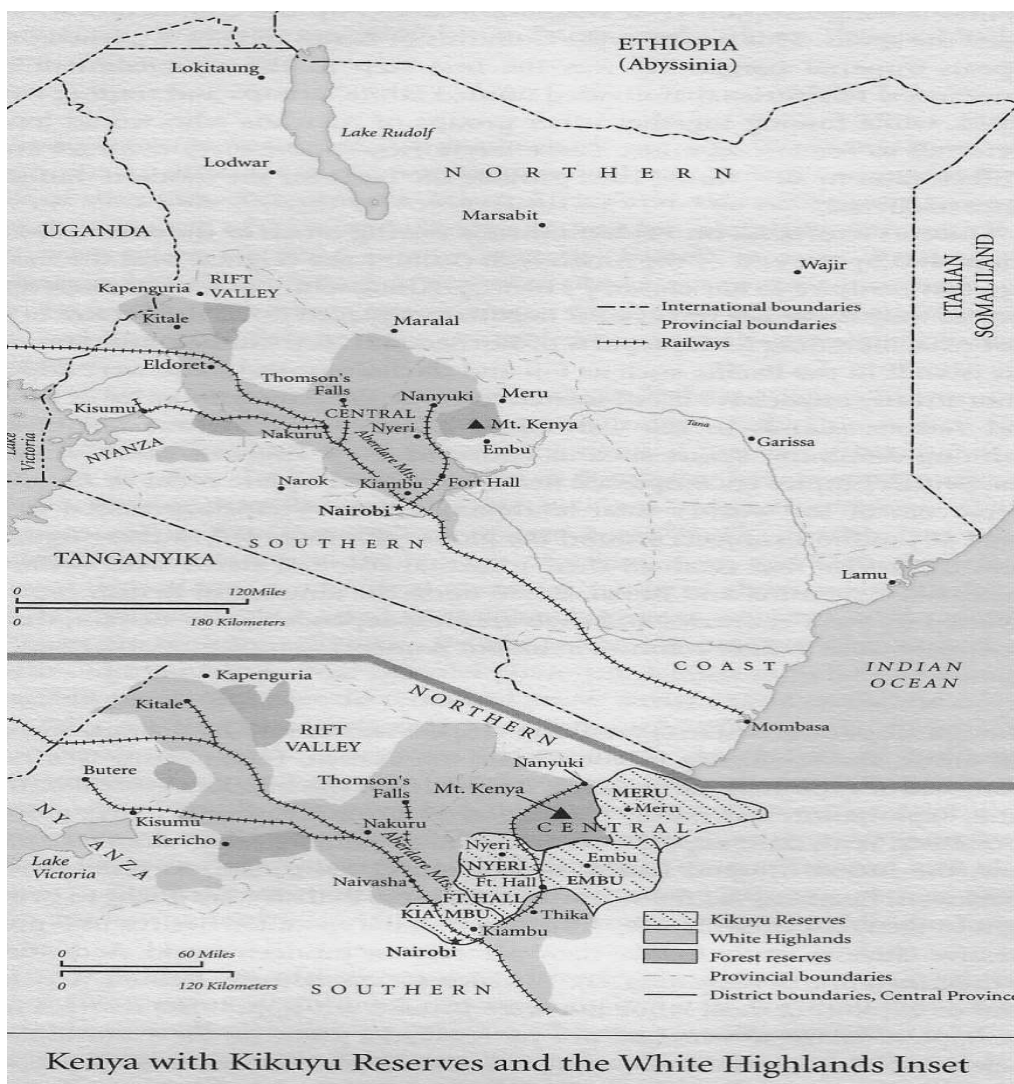 ETHIOPIA
(Abyssinia)
Lokitaung
Lake Rudolf
Lodwar
NORTHERN
Marsabit
UGANDA
Wajir
ITALIAN
SOMALILAND
Kapenguria
RIFT
VALLEY
International boundaries
Provincial boundaries
Railways
Kitale
Maralal
Eldoret
Thomson's
Falls
Nanyuki
Meru
Kisumu
CENTRAL
Nyeri
Mt. Kenya
Nakuru
Aberdare Mts.
Embu
Tana
Garissa
Lake
Victoria
NYANZA
Narok
Kiambu
Fort Hall
Nairobi
SOUTHERN
TANGANYIKA
Lamu
0 120Miles
0 180 Kilometers
COAST
INDIAN
OCEAN
Mombasa
Kapenguria
NORTHERN
Kitale
RIFT
VALLEY
Butere
Thomson's
Falls
Nanyuki
Mt. Kenya
MERU
Meru
CENTRAL
NYANZA
Kisumu
Nakuru
Kericho
Aberdare Mts.
Nyeri
NYERI
Embu
EMBU
Lake
Victoria
Naivasha
Ft. Hall
FT. HALL
KIAMBU
Thika
Kiambu
Nairobi
Kikuyu Reserves
White Highlands
Forest reserves
Provincial boundaries
District boundaries, Central Province
0 60 Miles
0 120 Kilometers
SOUTHERN
Kenya with Kikuyu Reserves and the White Highlands Inset